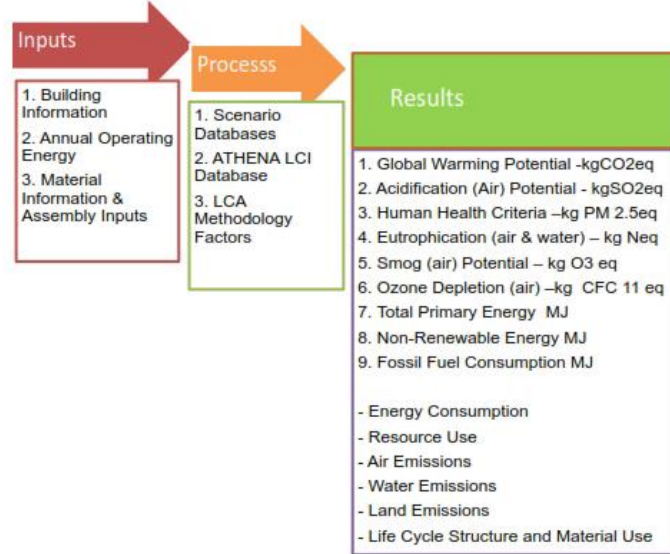 Inputs
1. Building
Information
2. Annual Operating
Energy
3. Material
Information &
Assembly Inputs
Processs
1. Scenario
Databases
2. ATHENA LCI
Database
3. LCA
Methodology
Factors
Results
1. Global Warming Potential -kgCO2eq
2. Acidification (Air) Potential - kgSO2eq
3. Human Health Criteria –kg PM 2.5eq
4. Eutrophication (air & water) – kg Neq
5. Smog (air) Potential – kg O3 eq
6. Ozone Depletion (air) –kg CFC 11 eq
7. Total Primary Energy MJ
8. Non-Renewable Energy MJ
9. Fossil Fuel Consumption MJ
- Energy Consumption
- Resource Use
- Air Emissions
- Water Emissions
- Land Emissions
- Life Cycle Structure and Material Use